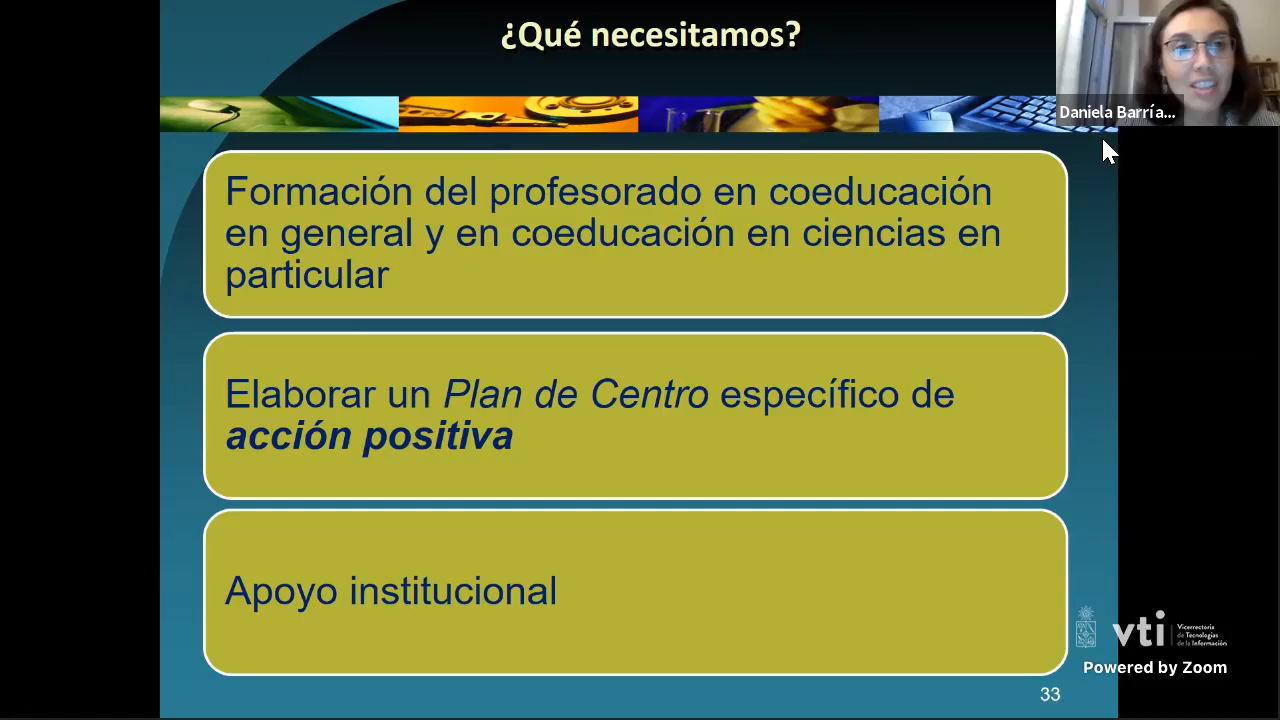 ¿Qué necesitamos?
Daniela Barría...
Formación del profesorado en coeducación
en general y en coeducación en ciencias en
particular
Elaborar un Plan de Centro específico de
acción positiva
Apoyo institucional
vti
Vicerrectoría
de Tecnologías
de la Información
Powered by Zoom
33